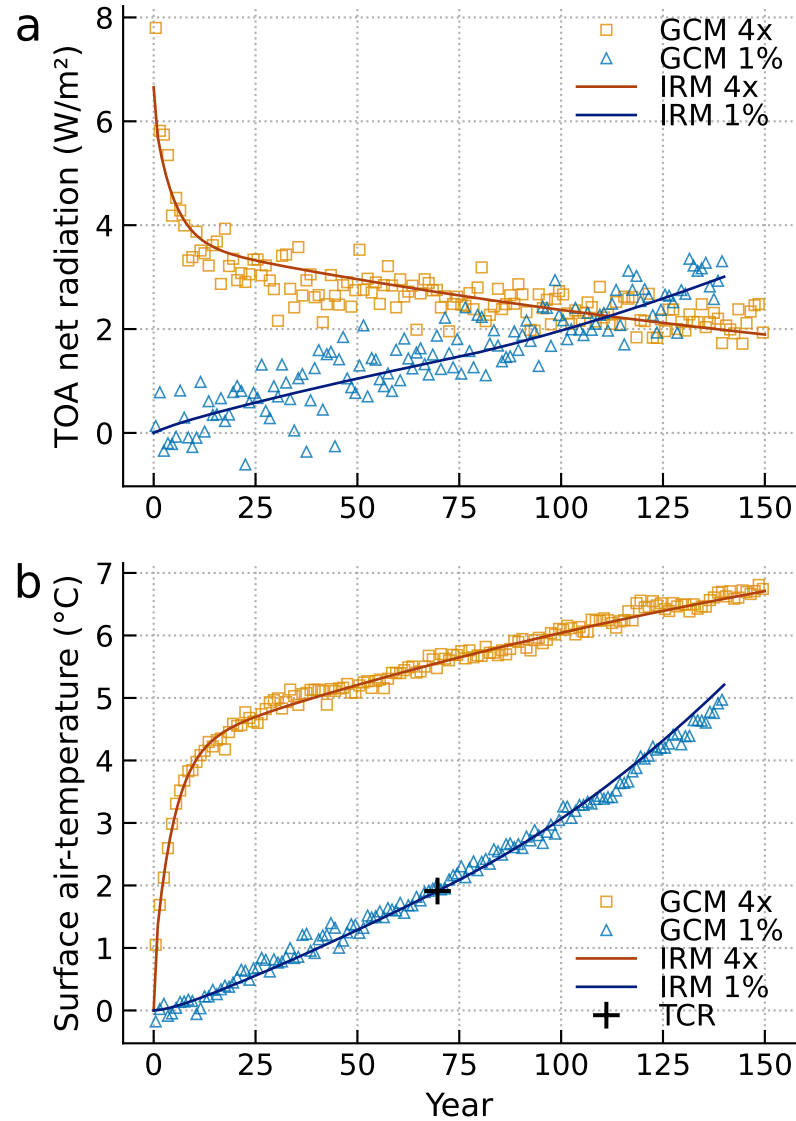 a
TOA net radiation (W/m²)
8
6
4
2
0
GCM 4x
GCM 1%
IRM 4x
IRM 1%
0 25 50 75 100 125 150
b
Surface air-temperature (°C)
7
6
5
4
3
2
1
0
GCM 4x
GCM 1%
IRM 4x
IRM 1%
TCR
0 25 50 75 100 125 150
Year